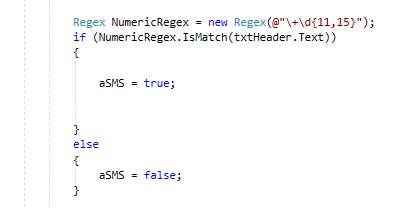 Regex NumericRegex = new Regex(@"\+\d{11,15}");
if (NumericRegex.IsMatch(txtHeader.Text))
{
aSMS = true;
}
else
{
aSMS = false;
}